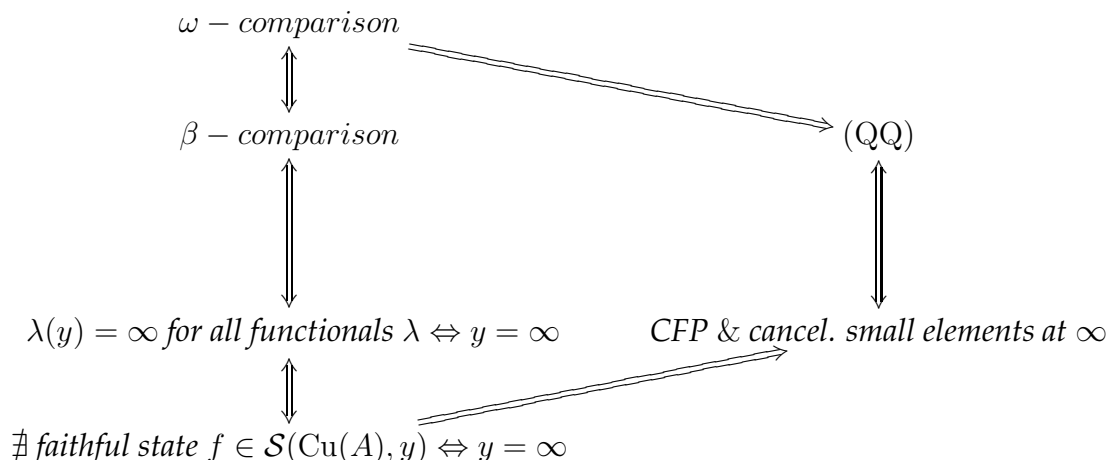 ω − comparison
β − comparison
(QQ)
λ(y) = ∞ for all functionals λ ⇔ y = ∞
CFP & cancel. small elements at ∞
∄ faithful state f ∈ 𝒮(Cu(A), y) ⇔ y = ∞